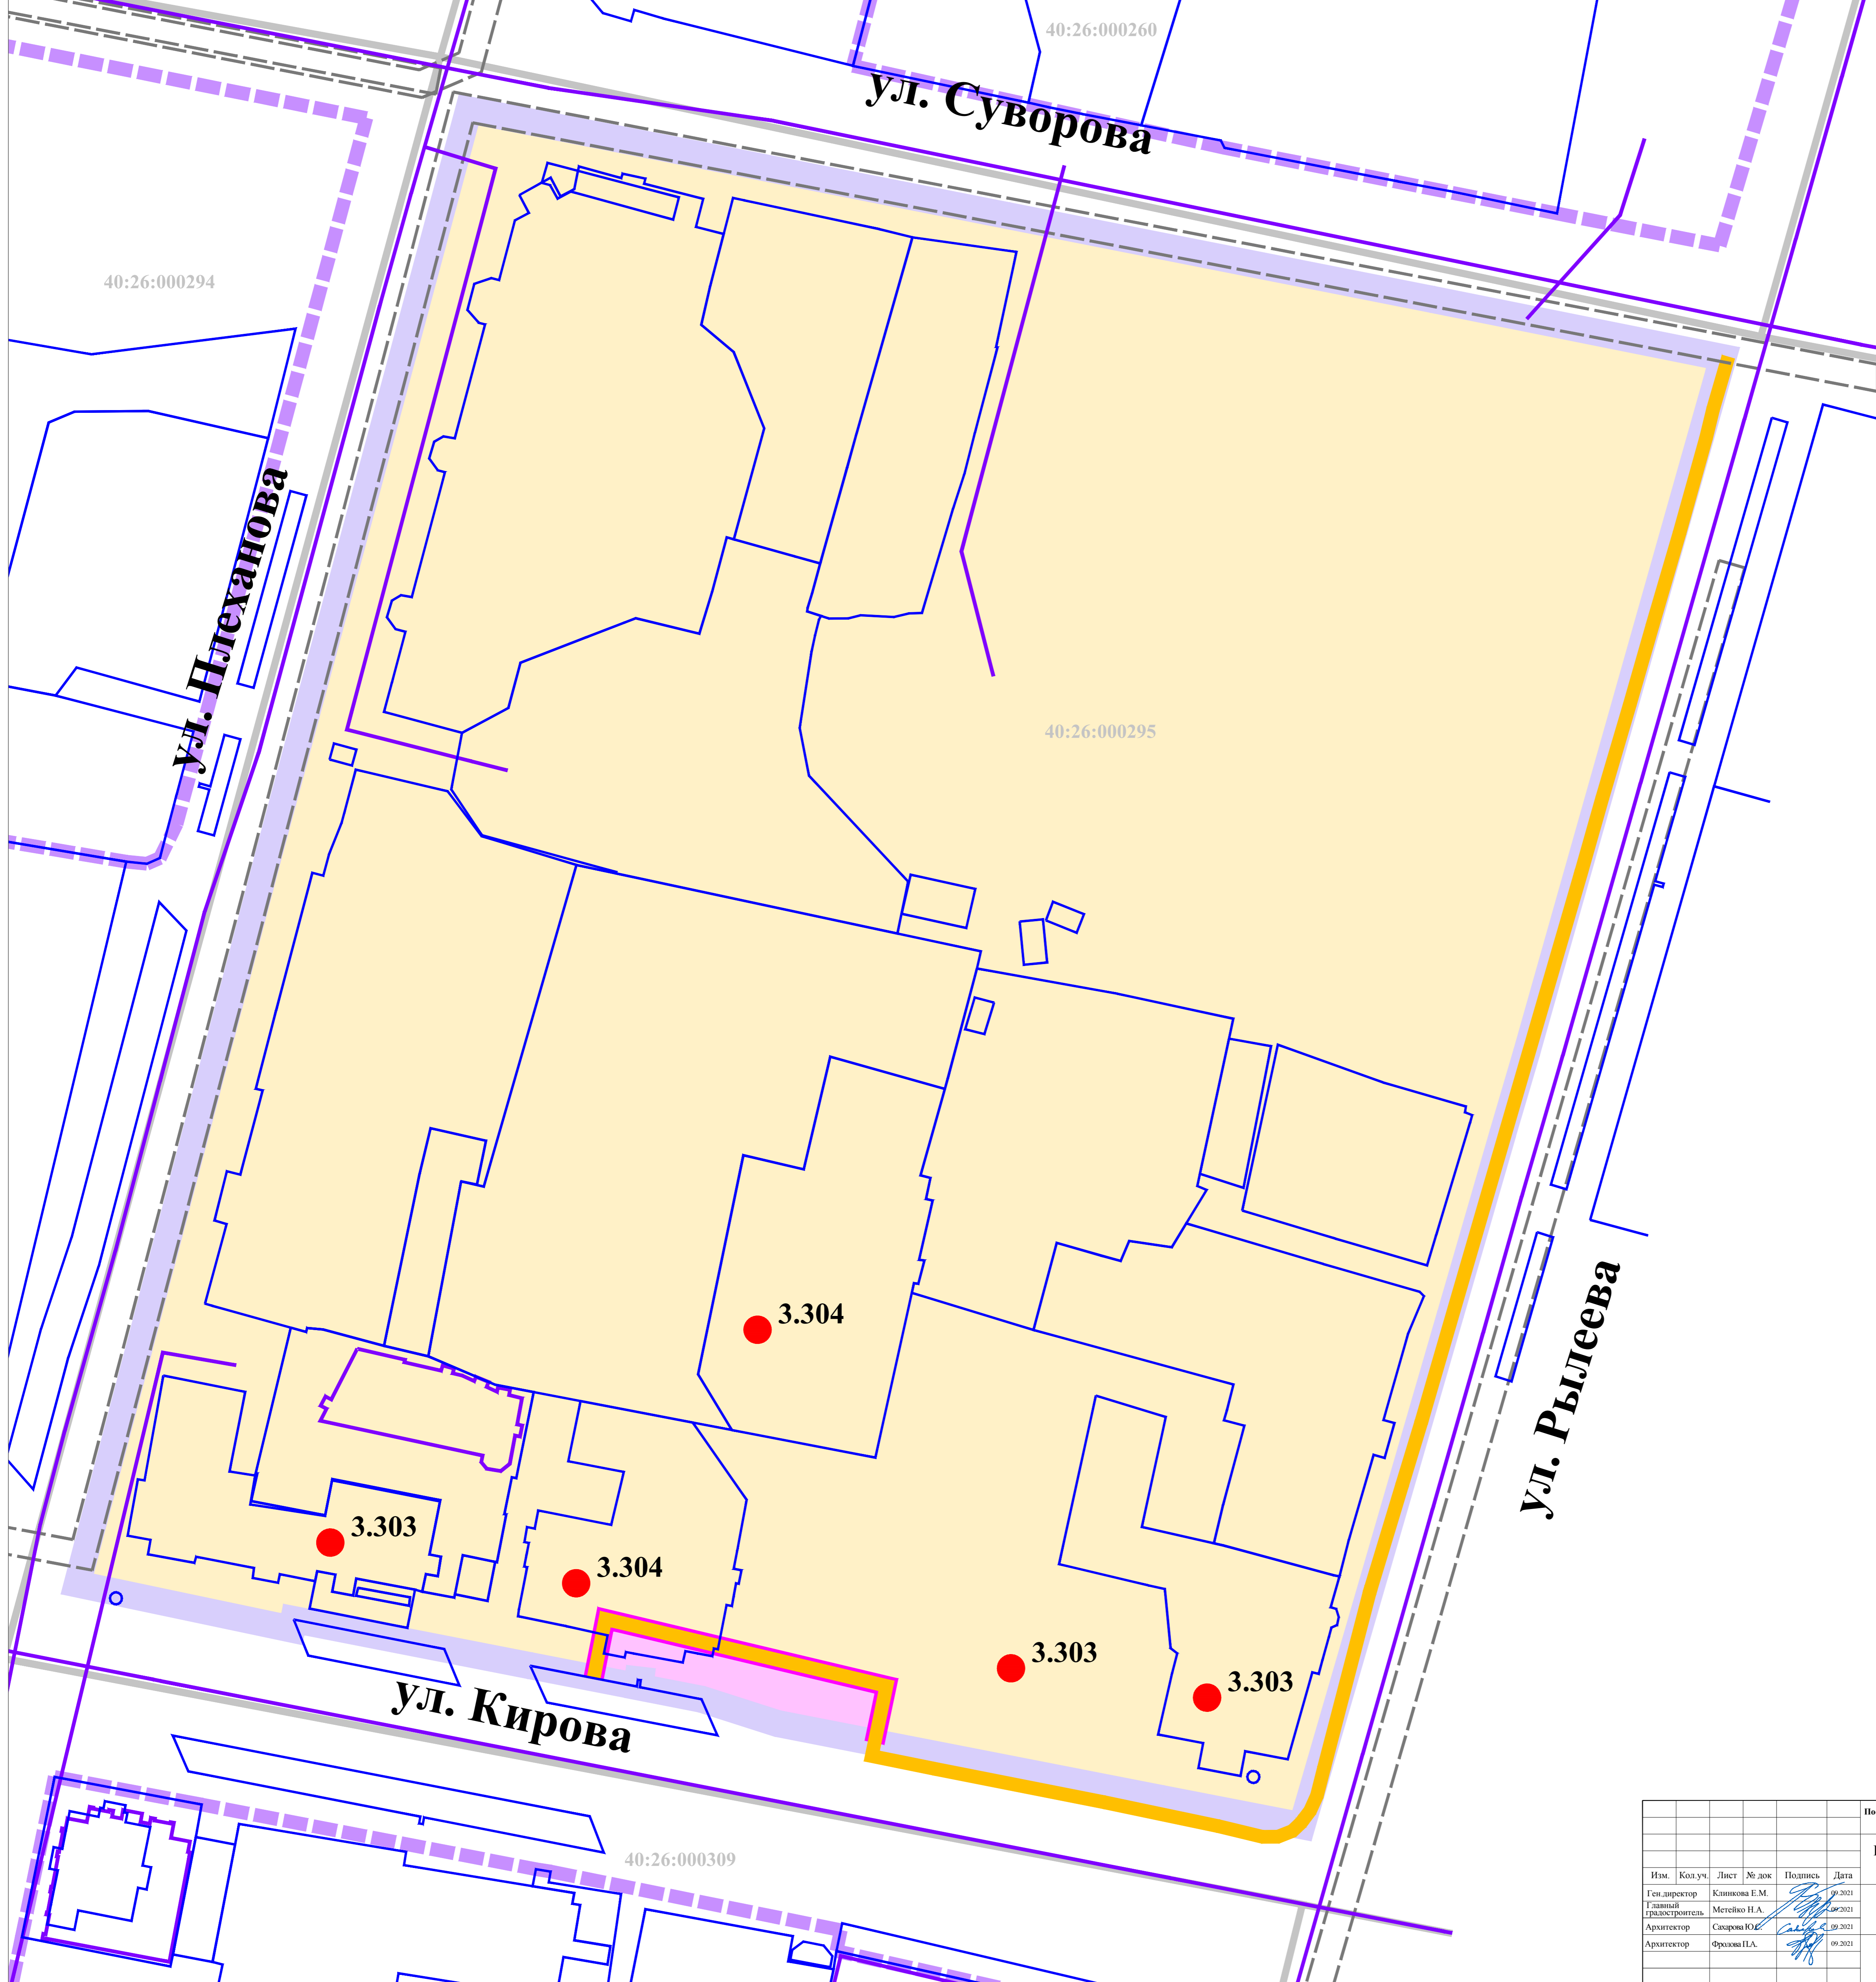 40:26:000260
ул. Суворова
40:26:000294
ул. Плеханова
40:26:000295
3.304
3.303
3.304
3.303
3.303
ул. Рылеева
ул. Кирова
40:26:000309
По
Изм. Кол.уч. Лист № док Подпись Дата
Ген.директор Клинкова Е.М. 09.2021
Главный
градостроитель Метейко Н.А. 09.2021
Архитектор Сахарова Ю.С. 09.2021
Архитектор Фролова П.А. 09.2021